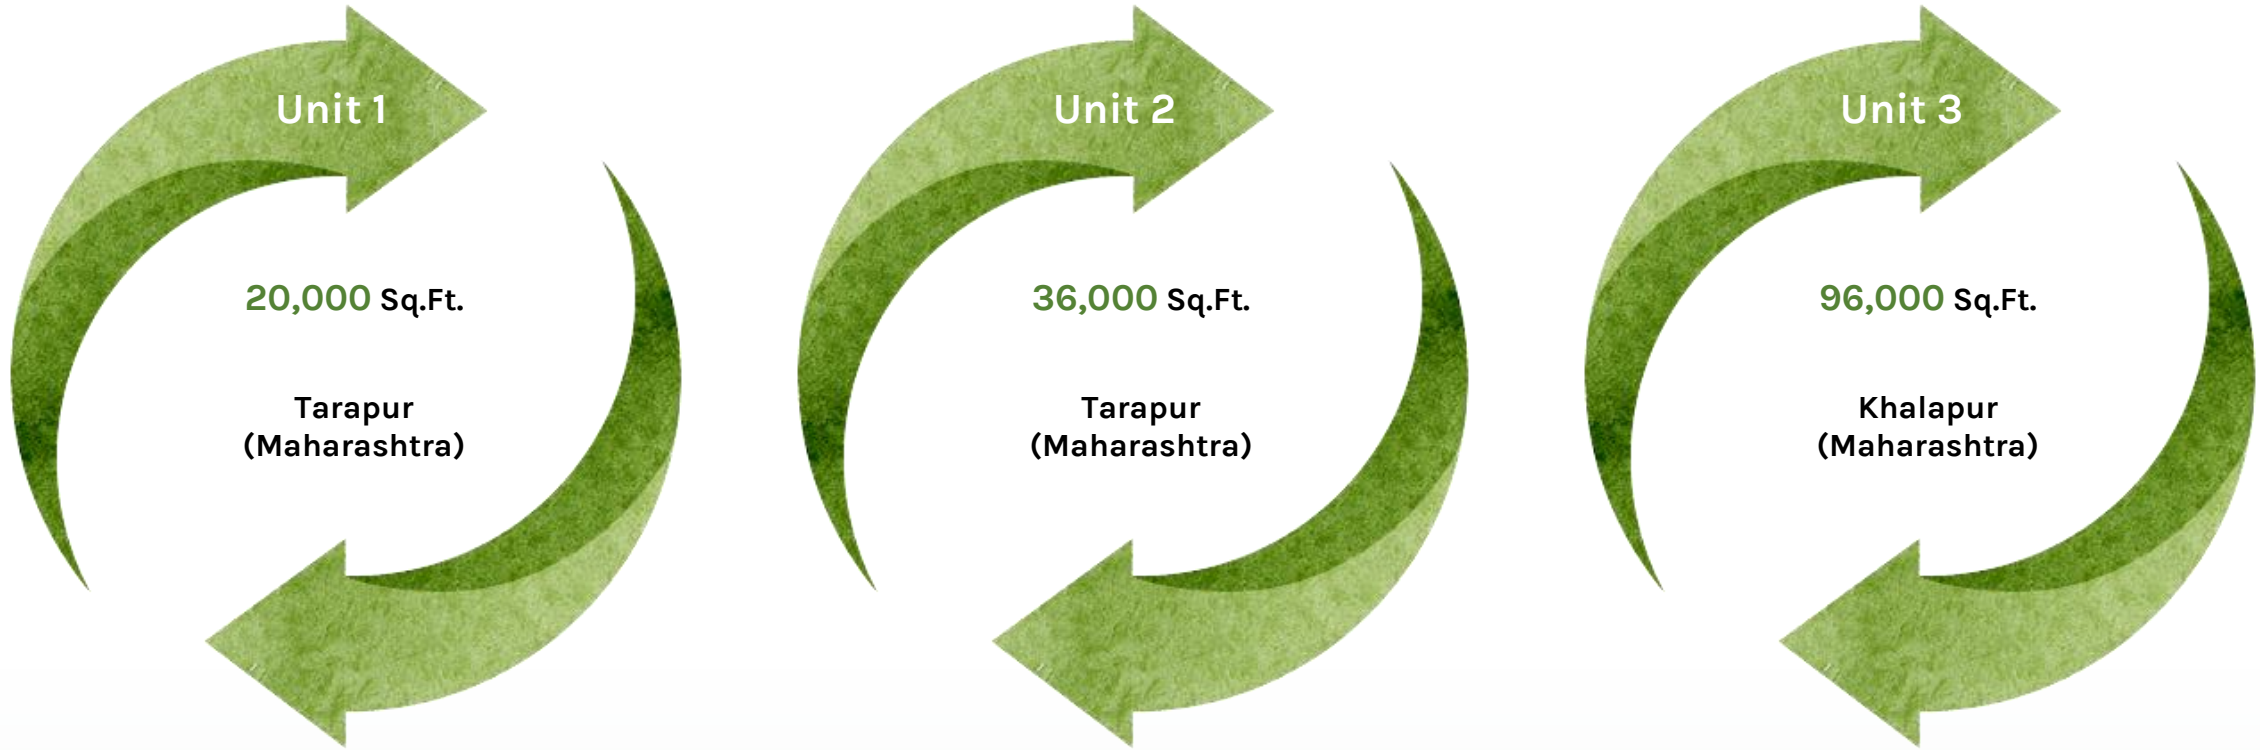 Unit 1
20,000 Sq.Ft.
Tarapur
(Maharashtra)
Unit 2
36,000 Sq.Ft.
Tarapur
(Maharashtra)
Unit 3
96,000 Sq.Ft.
Khalapur
(Maharashtra)